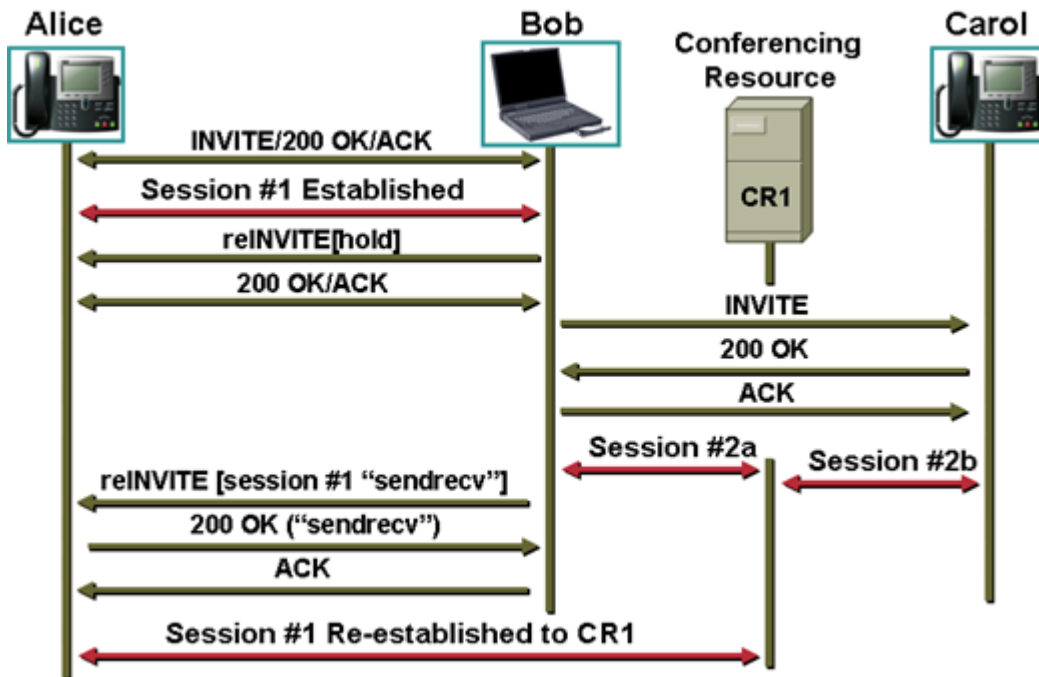 Alice
Bob
Carol
Conferencing
Resource
CR1
INVITE/200 OK/ACK
Session #1 Established
reINVITE[hold]
200 OK/ACK
INVITE
200 OK
ACK
Session #2a
Session #2b
reINVITE [session #1 “sendrecv”]
200 OK (“sendrecv”)
ACK
Session #1 Re-established to CR1